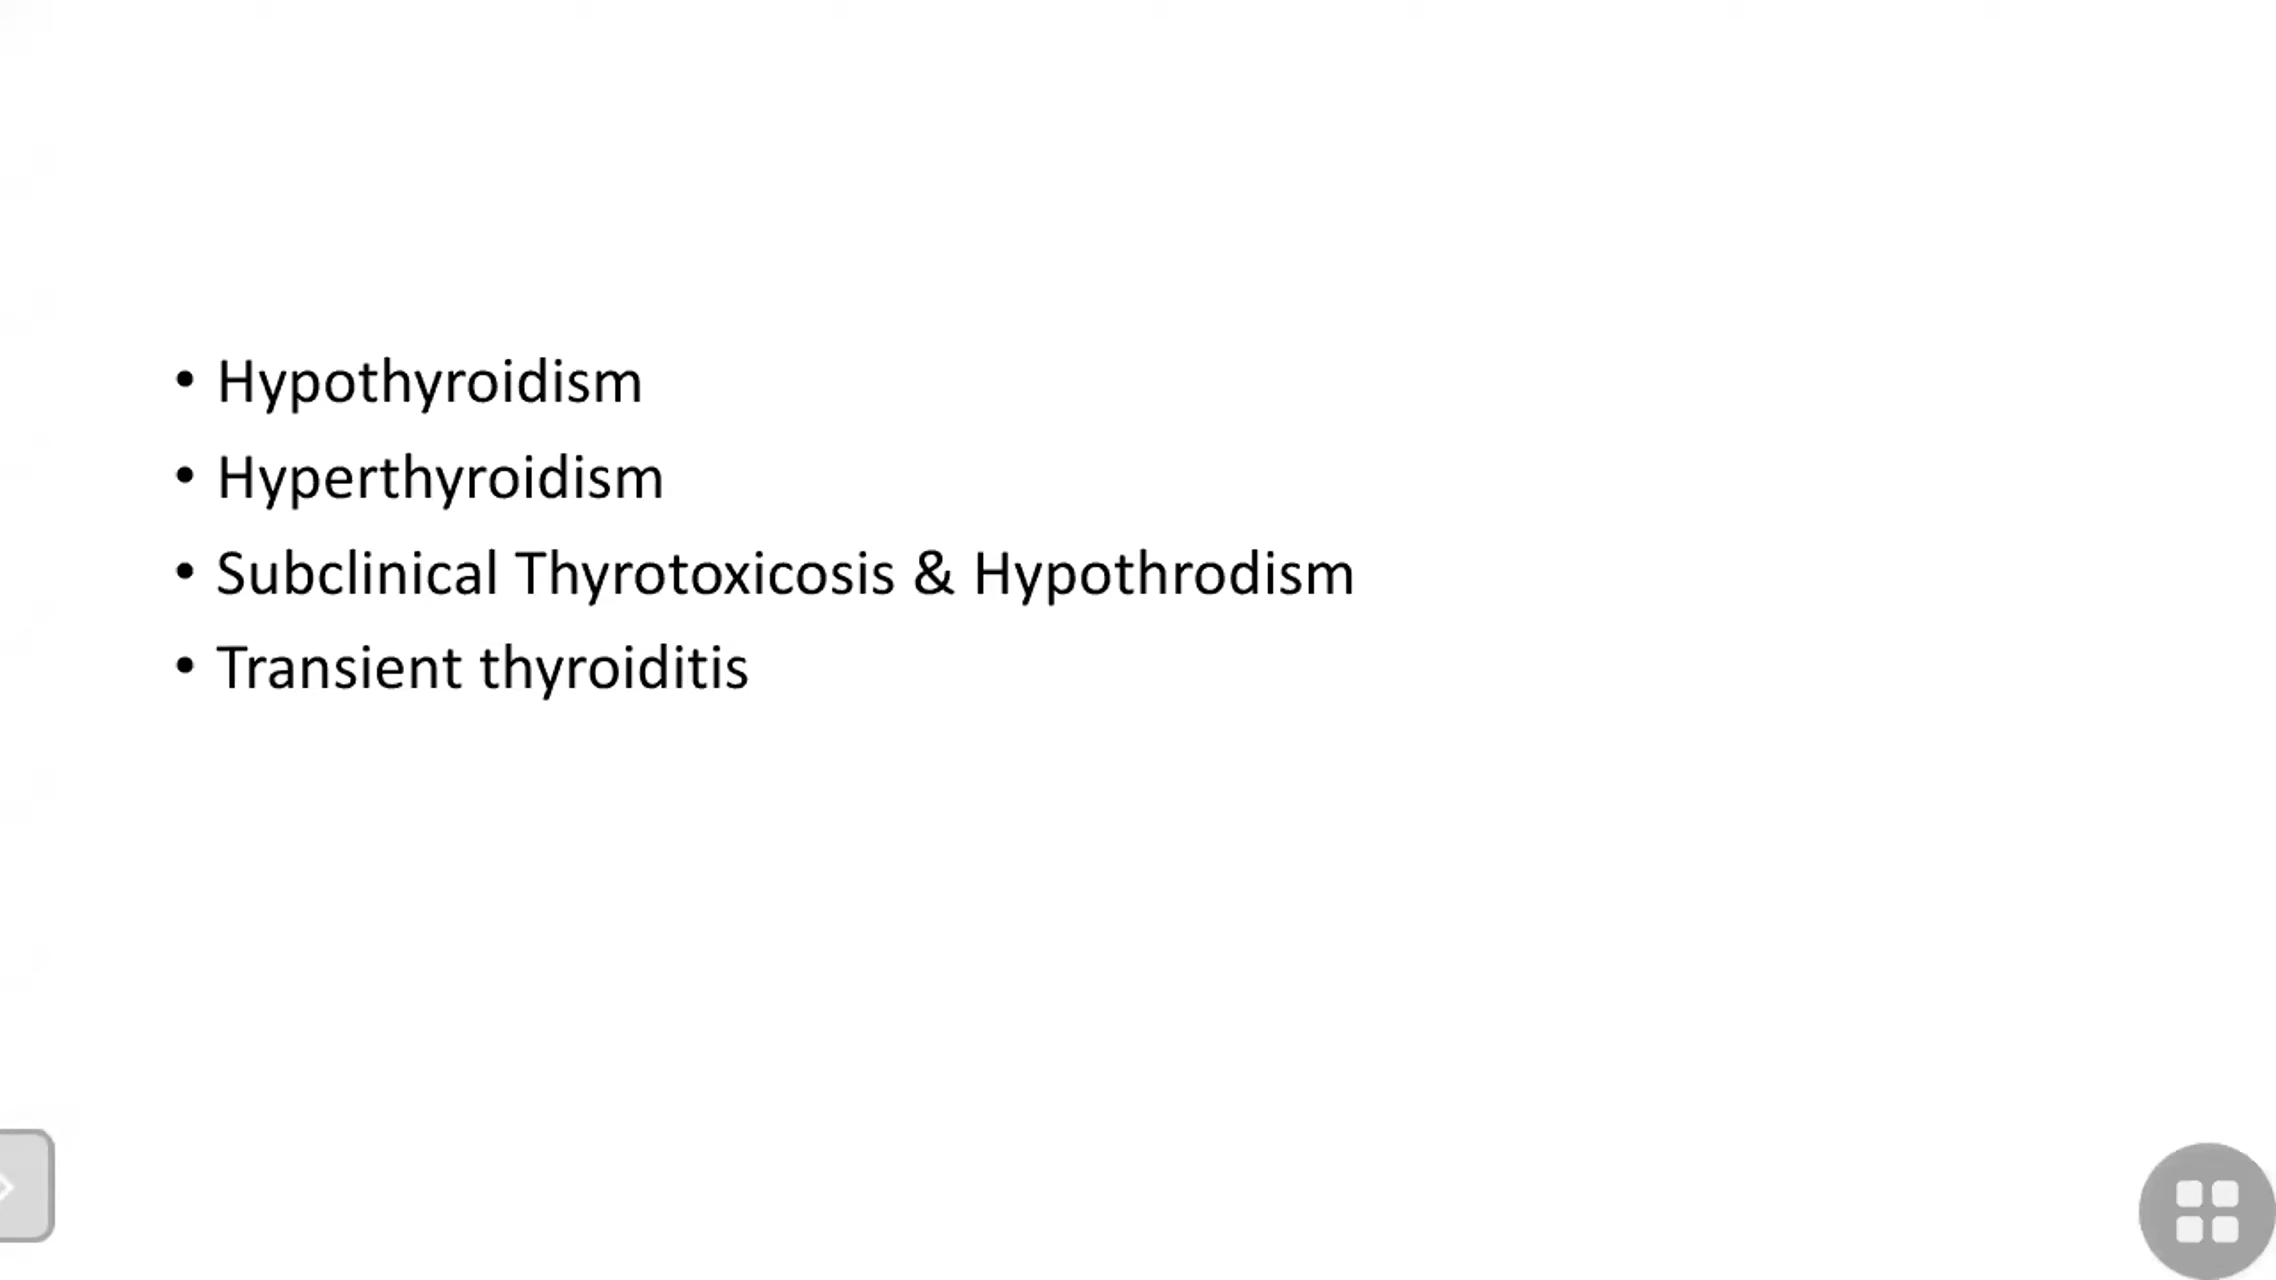 • Hypothyroidism
• Hyperthyroidism
• Subclinical Thyrotoxicosis & Hypothrodism
• Transient thyroiditis